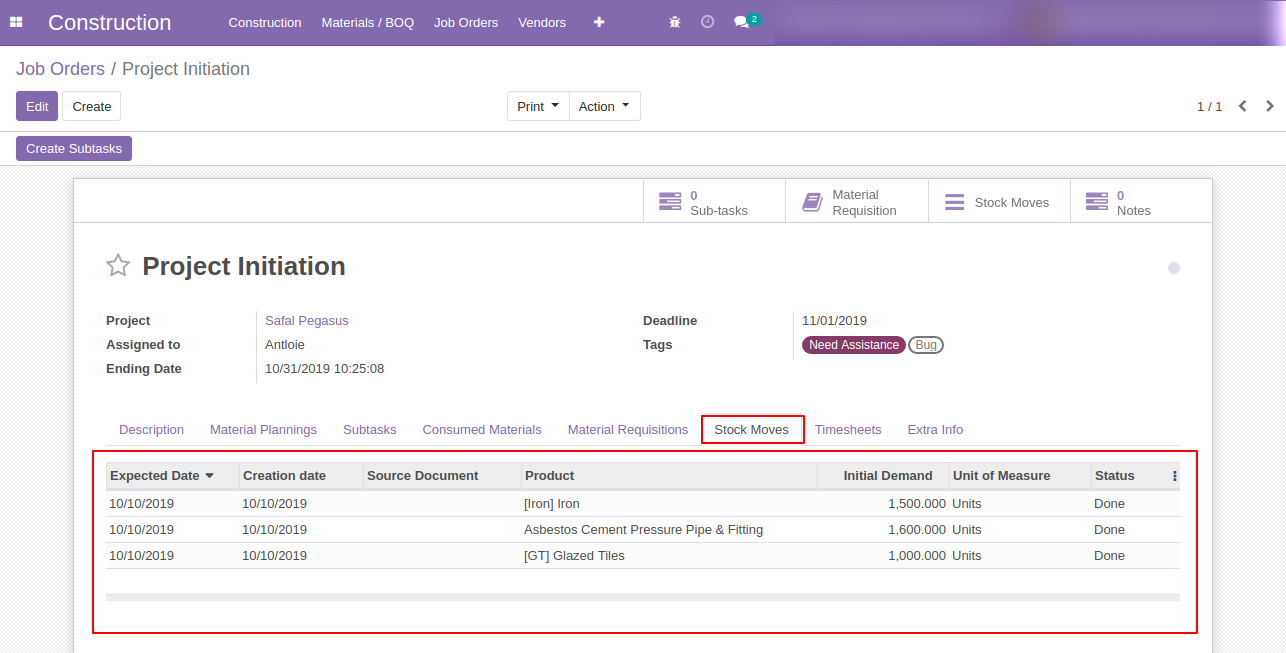 Construction Construction Materials / BOQ Job Orders Vendors 2
Job Orders / Project Initiation
Edit Create Print Action 1 / 1
Create Subtasks
0 Sub-tasks Material Requisition Stock Moves 0 Notes
Project Initiation
Project Safal Pegasus Deadline 11/01/2019
Assigned to Antloie Tags Need Assistance Bug
Ending Date 10/31/2019 10:25:08
Description Material Plannings Subtasks Consumed Materials Material Requisitions Stock Moves Timesheets Extra Info
Expected Date Creation date Source Document Product Initial Demand Unit of Measure Status
10/10/2019 10/10/2019 [Iron] Iron 1,500.000 Units Done
10/10/2019 10/10/2019 Asbestos Cement Pressure Pipe & Fitting 1,600.000 Units Done
10/10/2019 10/10/2019 [GT] Glazed Tiles 1,000.000 Units Done